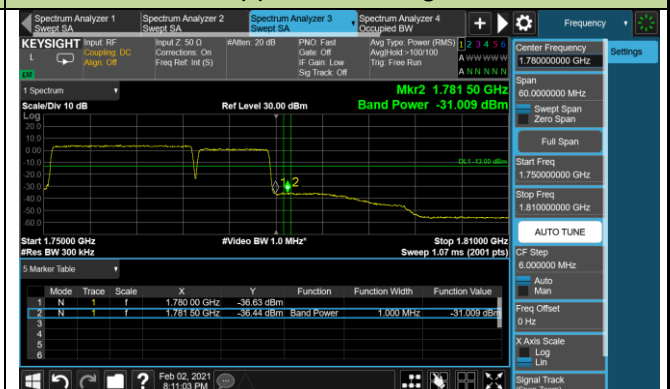 Spectrum Analyzer 1
Swept SA
Spectrum Analyzer 2
Swept SA
Spectrum Analyzer 3
Swept SA
Spectrum Analyzer 4
Occupied BW
Frequency
KEYSIGHT
L
Input: RF
Coupling: DC
Align: Off
Input Z: 50 Ω
Corrections: On
Freq Ref: Int (S)
#Atten: 20 dB
PNO: Fast
Gate: Off
IF Gain: Low
Sig Track: Off
Avg Type: Power (RMS)
Avg|Hold:>100/100
Trig: Free Run
1 2 3 4 5 6
A W W W W W
A N N N N N
1 Spectrum
Scale/Div 10 dB
Ref Level 30.00 dBm
Mkr2 1.781 50 GHz
Band Power -31.009 dBm
Log
20.0
10.0
0.00
-10.0
-20.0
-30.0
-40.0
-50.0
-60.0
DL1 -13.00 dBm
1 2
Start 1.75000 GHz
#Res BW 300 kHz
#Video BW 1.0 MHz*
Stop 1.81000 GHz
Sweep 1.07 ms (2001 pts)
5 Marker Table
Mode Trace Scale X Y Function Function Width Function Value
1 N 1 f 1.780 00 GHz -36.63 dBm
2 N 1 f 1.781 50 GHz -36.44 dBm Band Power 1.000 MHz -31.009 dBm
3
4
5
6
Feb 02, 2021
8:11:03 PM
Center Frequency
1.780000000 GHz
Settings
Span
60.0000000 MHz
Swept Span
Zero Span
Full Span
Start Freq
1.750000000 GHz
Stop Freq
1.810000000 GHz
AUTO TUNE
CF Step
6.000000 MHz
Auto
Man
Freq Offset
0 Hz
X Axis Scale
Log
Lin
Signal Track